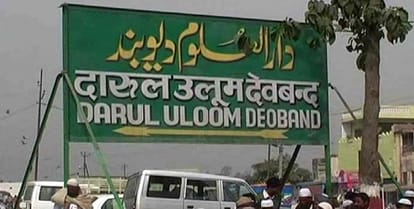 دار العلوم دیوبند
दारुल उलूम देवबन्द
DARUL ULOOM DEOBAND